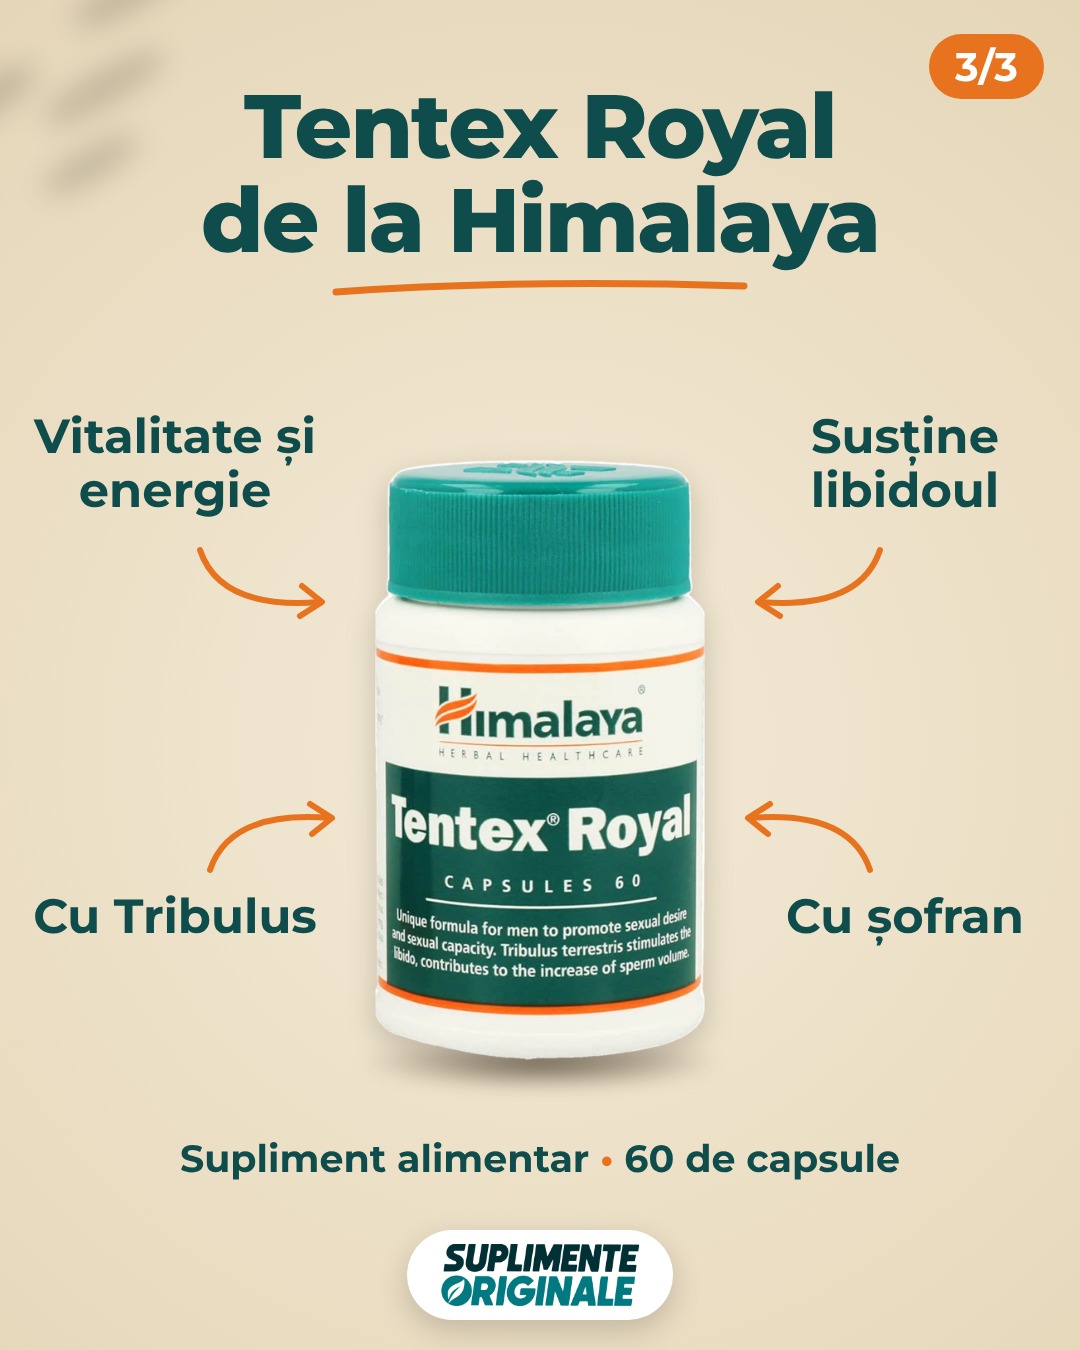 3/3
Tentex Royal
de la Himalaya
Vitalitate și
energie
Susține
libidoul
Himalaya®
HERBAL HEALTHCARE
Tentex® Royal
CAPSULES 60
Unique formula for men to promote sexual desire
and sexual capacity. Tribulus terrestris stimulates the
libido, contributes to the increase of sperm volume.
Cu Tribulus
Cu șofran
Supliment alimentar • 60 de capsule
SUPLIMENTE
ORIGINALE